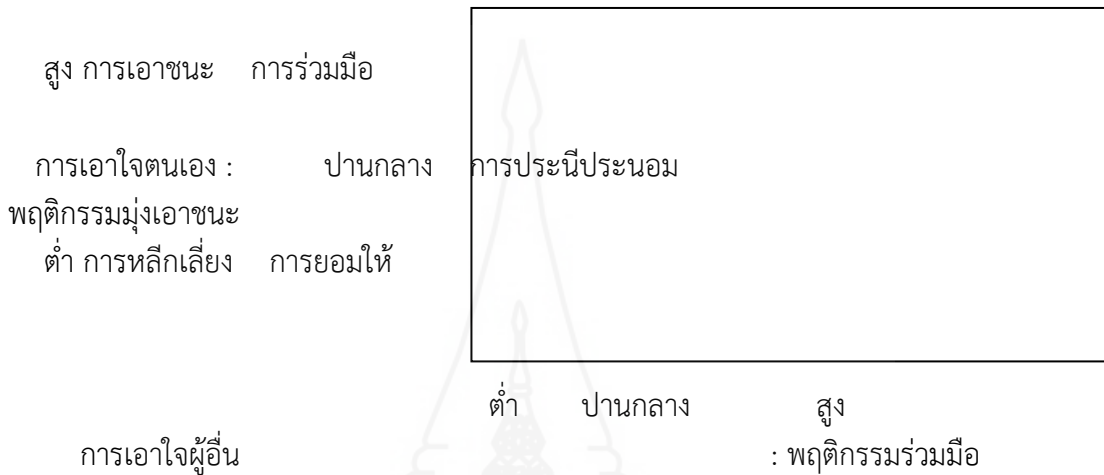 สูง การเอาชนะ การร่วมมือ
การเอาใจตนเอง : ปานกลาง การประนีประนอม
พฤติกรรมมุ่งเอาชนะ
ต่ำ การหลีกเลี่ยง การยอมให้
ต่ำ ปานกลาง สูง
การเอาใจผู้อื่น : พฤติกรรมร่วมมือ